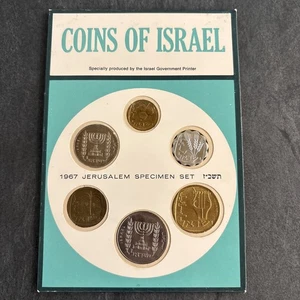 COINS OF ISRAEL
Specially produced by the Israel Government Printer
1967 JERUSALEM SPECIMEN SET תשכ"ז